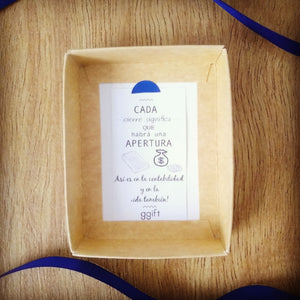 CADA
cierre significa
QUE
habrá una
APERTURA
Así es en la contabilidad
y en la
vida también!
ggift